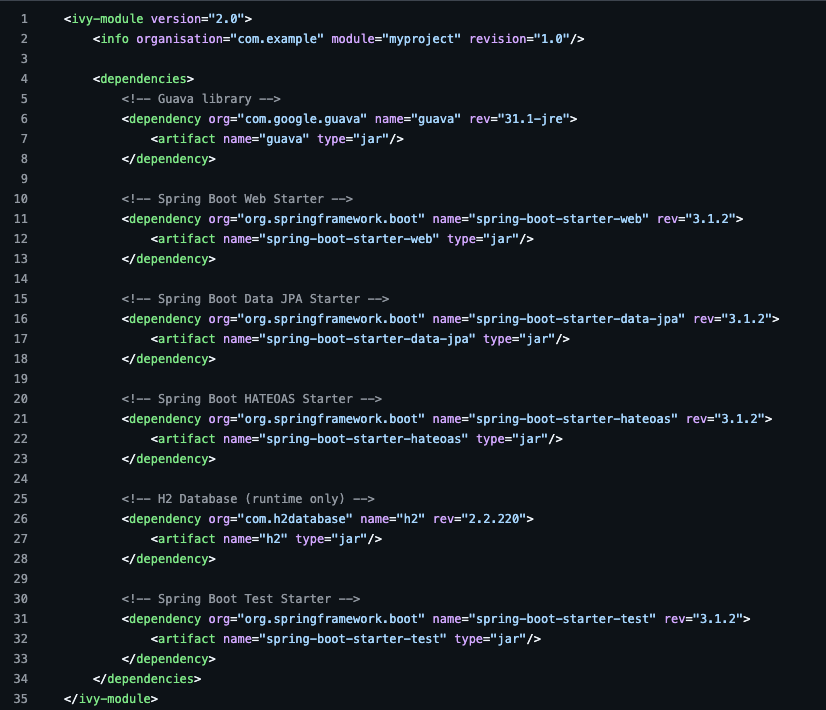 1 <ivy-module version="2.0">
2     <info organisation="com.example" module="myproject" revision="1.0"/>
3
4     <dependencies>
5         <!-- Guava library -->
6         <dependency org="com.google.guava" name="guava" rev="31.1-jre">
7             <artifact name="guava" type="jar"/>
8         </dependency>
9
10         <!-- Spring Boot Web Starter -->
11         <dependency org="org.springframework.boot" name="spring-boot-starter-web" rev="3.1.2">
12             <artifact name="spring-boot-starter-web" type="jar"/>
13         </dependency>
14
15         <!-- Spring Boot Data JPA Starter -->
16         <dependency org="org.springframework.boot" name="spring-boot-starter-data-jpa" rev="3.1.2">
17             <artifact name="spring-boot-starter-data-jpa" type="jar"/>
18         </dependency>
19
20         <!-- Spring Boot HATEOAS Starter -->
21         <dependency org="org.springframework.boot" name="spring-boot-starter-hateoas" rev="3.1.2">
22             <artifact name="spring-boot-starter-hateoas" type="jar"/>
23         </dependency>
24
25         <!-- H2 Database (runtime only) -->
26         <dependency org="com.h2database" name="h2" rev="2.2.220">
27             <artifact name="h2" type="jar"/>
28         </dependency>
29
30         <!-- Spring Boot Test Starter -->
31         <dependency org="org.springframework.boot" name="spring-boot-starter-test" rev="3.1.2">
32             <artifact name="spring-boot-starter-test" type="jar"/>
33         </dependency>
34     </dependencies>
35 </ivy-module>